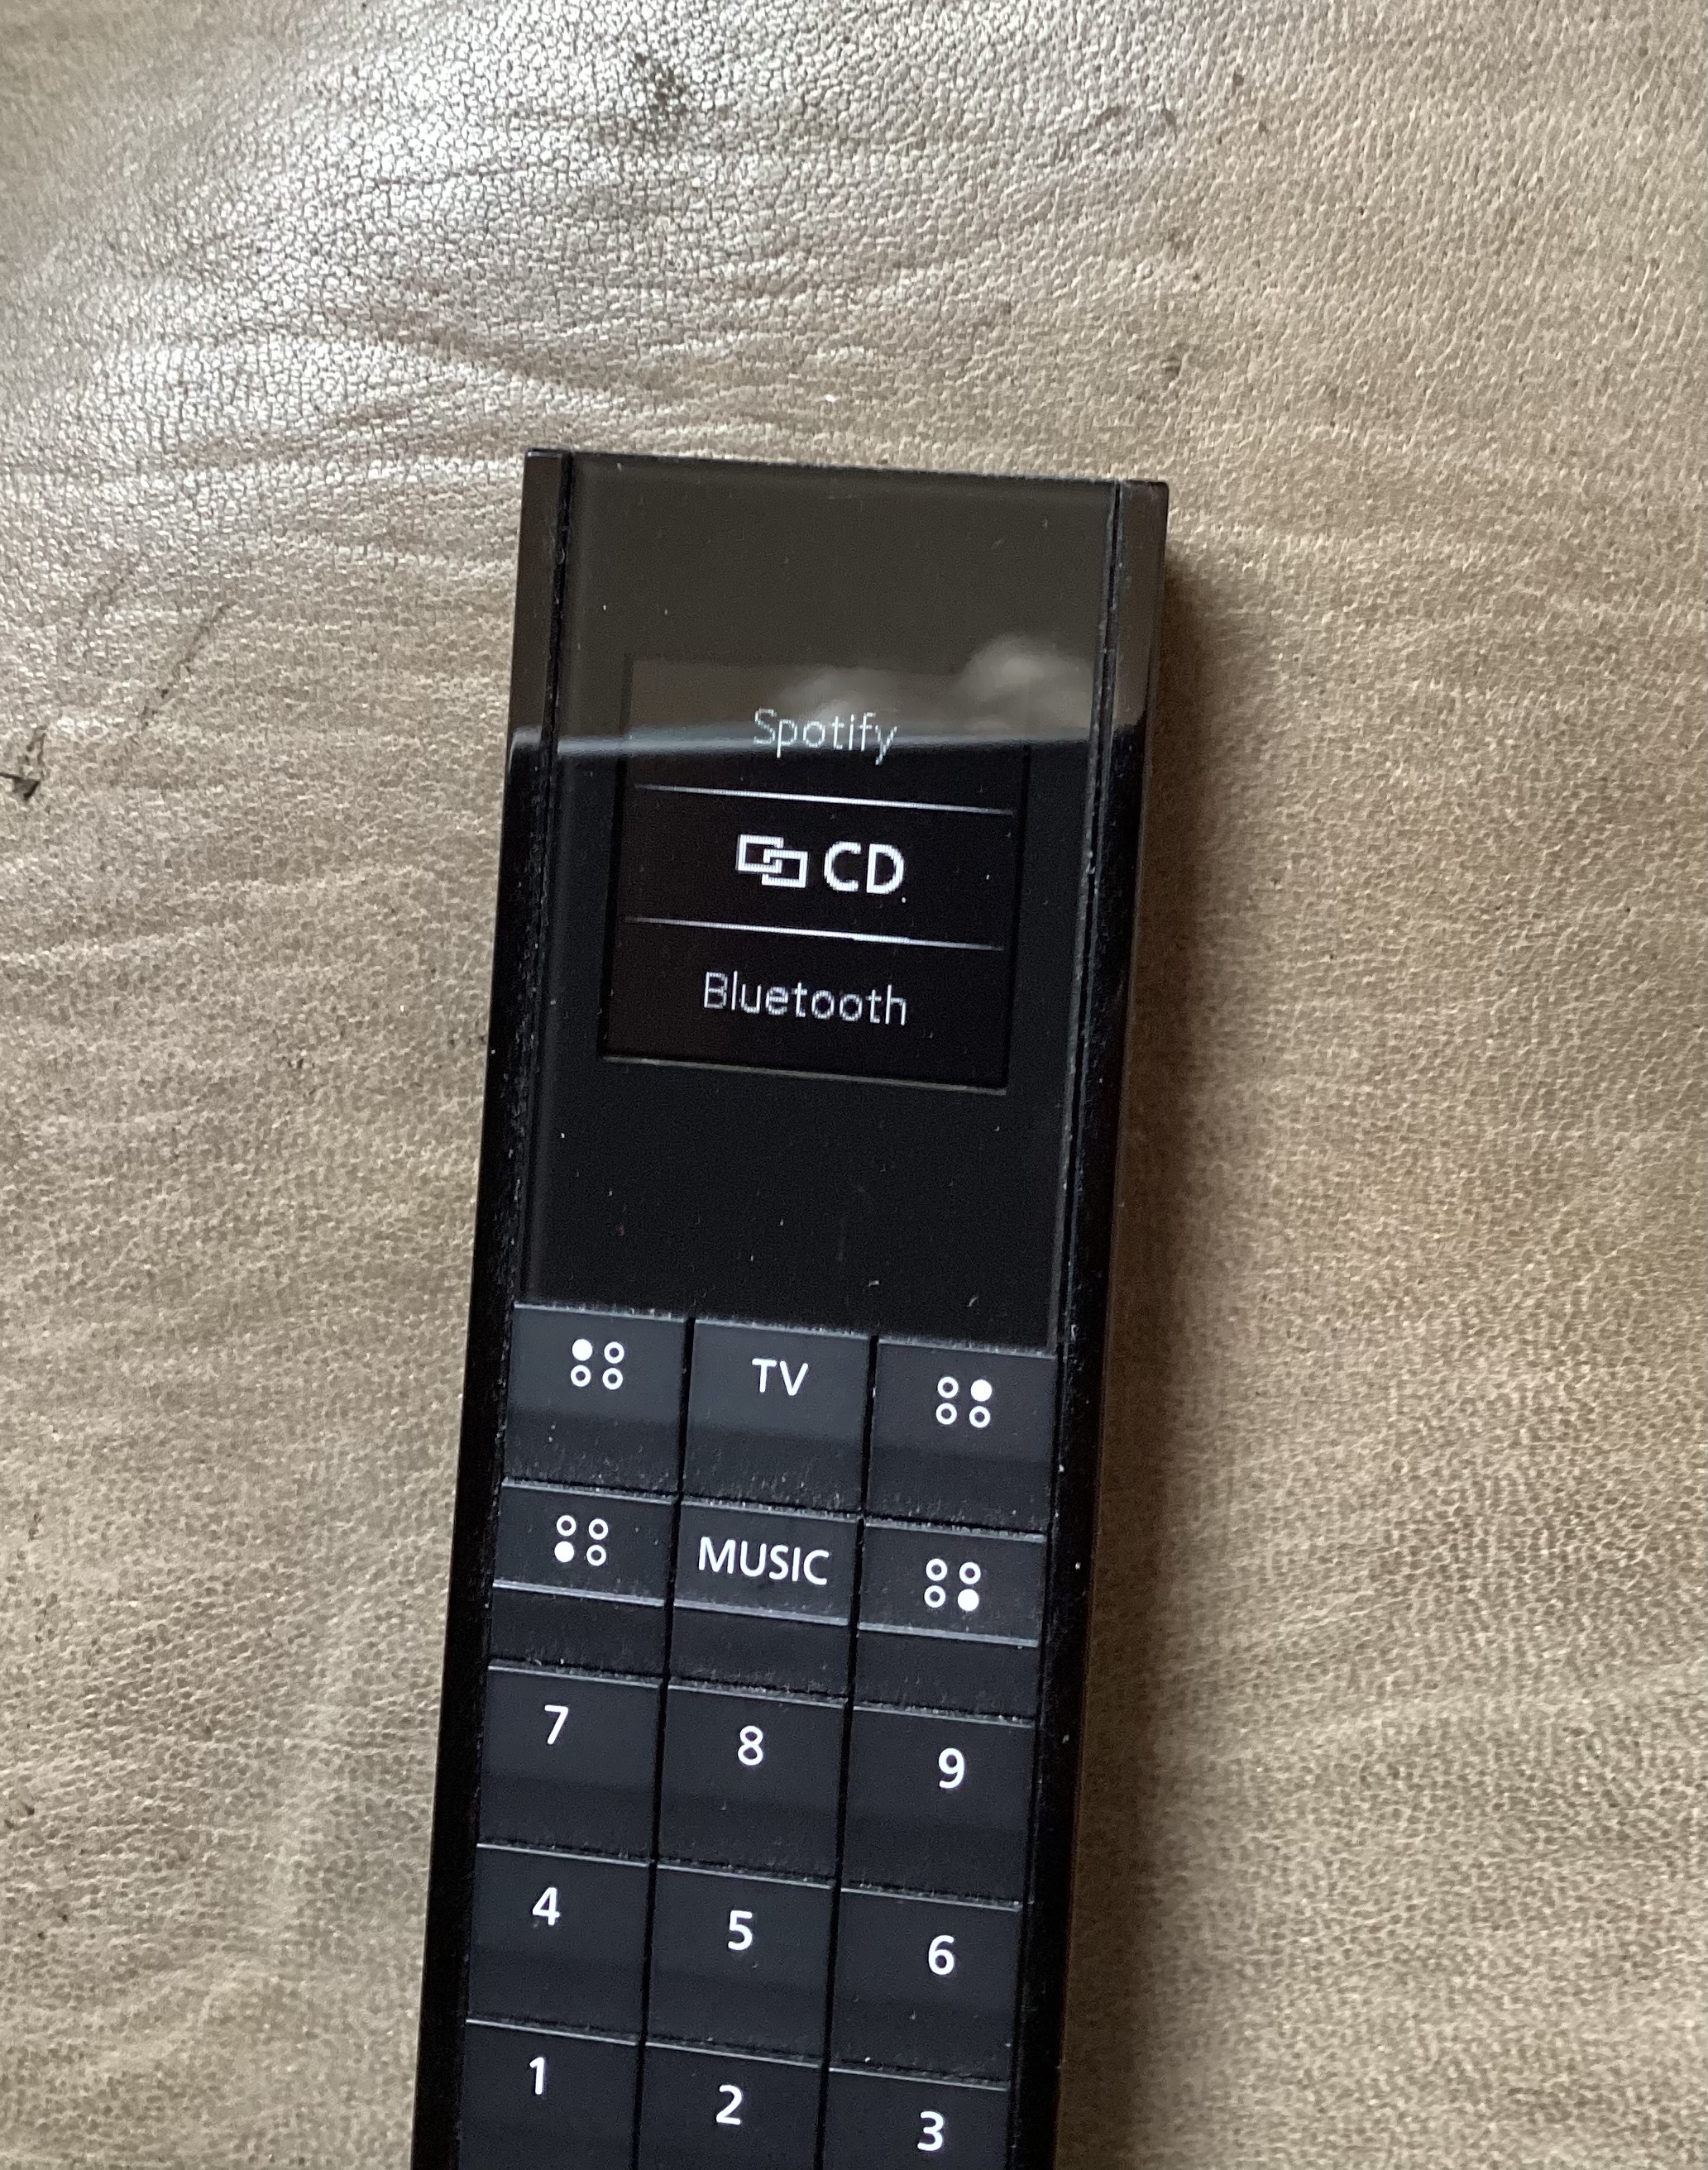 Spotify
CD
Bluetooth
TV
MUSIC
7 8 9
4 5 6
1 2 3